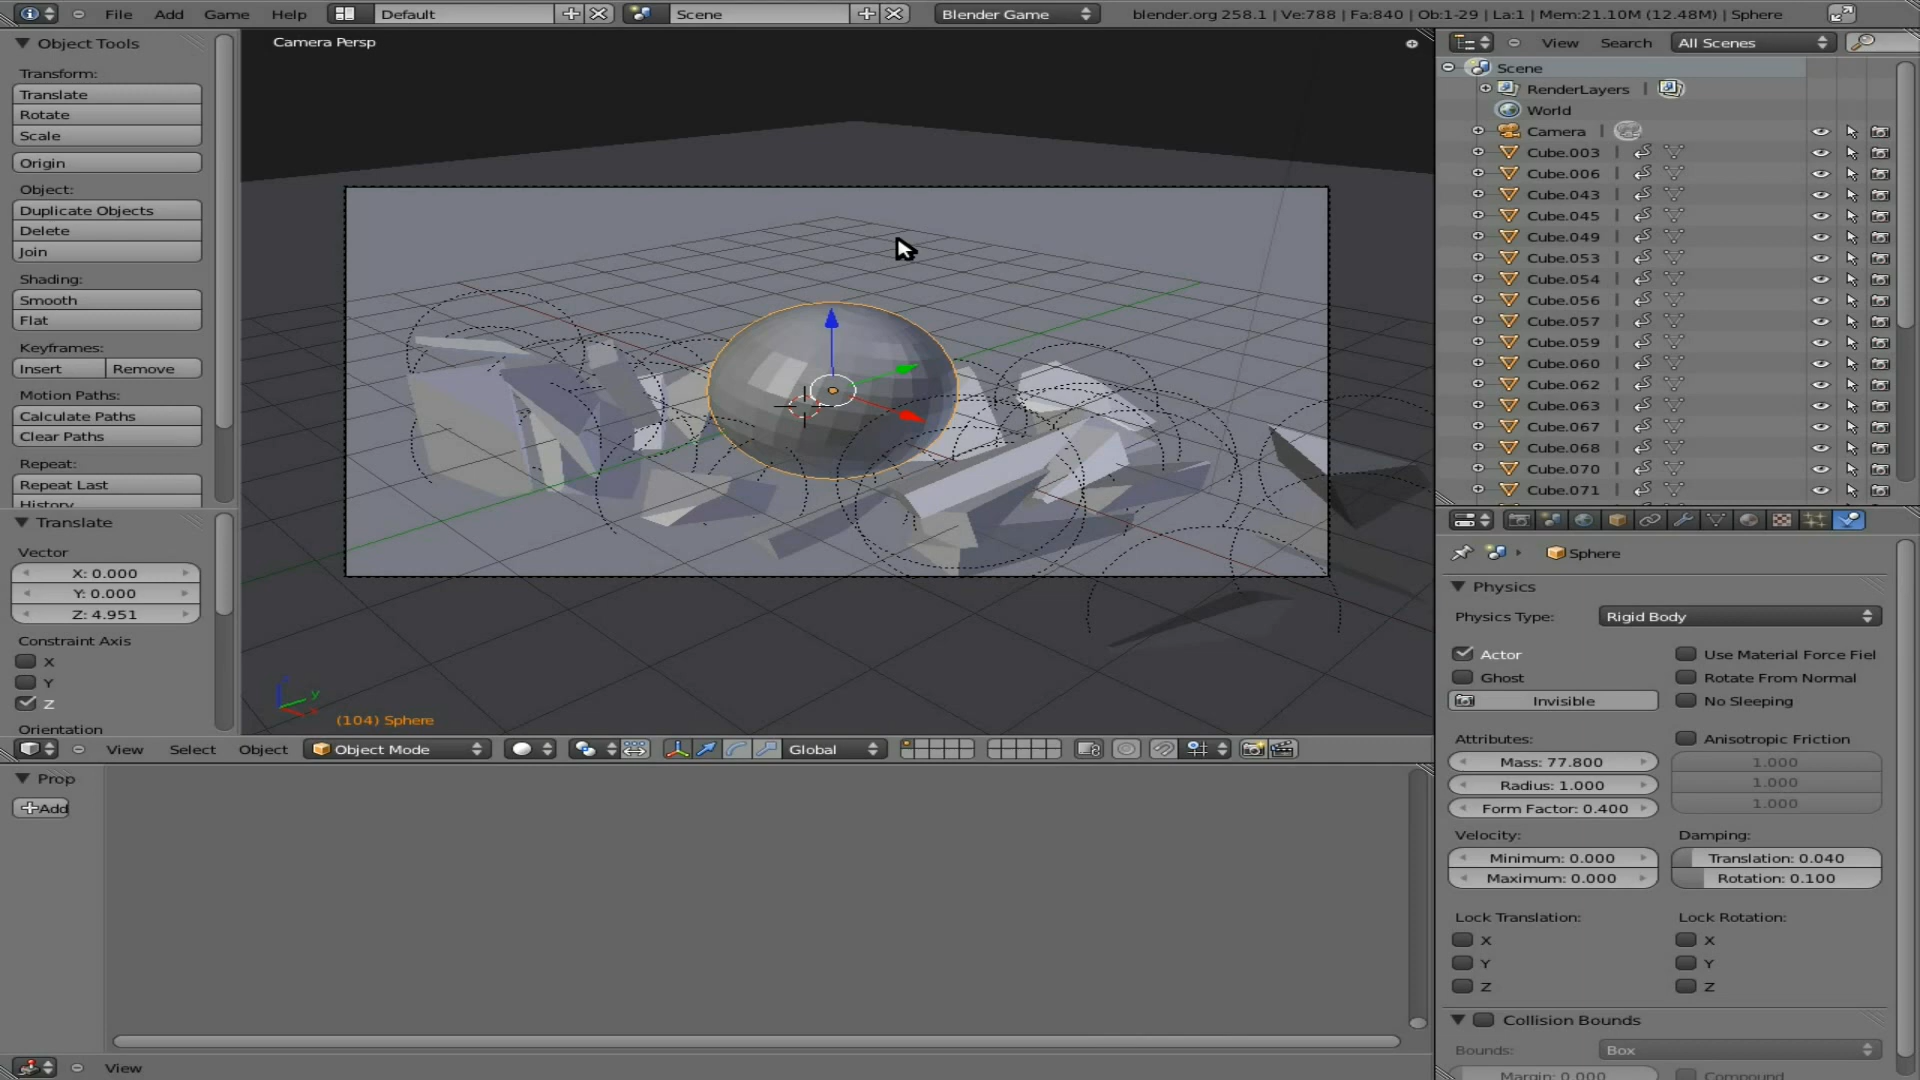 File Add Game Help Default Scene Blender Game blender.org 258.1 | Ve:788 | Fa:840 | Ob:1-29 | La:1 | Mem:21.10M (12.48M) | Sphere
Object Tools
Transform:
Translate
Rotate
Scale
Origin
Object:
Duplicate Objects
Delete
Join
Shading:
Smooth
Flat
Keyframes:
Insert Remove
Motion Paths:
Calculate Paths
Clear Paths
Repeat:
Repeat Last
History
Translate
Vector
X: 0.000
Y: 0.000
Z: 4.951
Constraint Axis
X
Y
Z
Orientation
Camera Persp
z
y
x
(104) Sphere
View Select Object Object Mode Global
Prop
Add
View
View Search All Scenes
Scene
RenderLayers |
World
Camera |
Cube.003 |
Cube.006 |
Cube.043 |
Cube.045 |
Cube.049 |
Cube.053 |
Cube.054 |
Cube.056 |
Cube.057 |
Cube.059 |
Cube.060 |
Cube.062 |
Cube.063 |
Cube.067 |
Cube.068 |
Cube.070 |
Cube.071 |
Sphere
Physics
Physics Type: Rigid Body
Actor Use Material Force Fiel
Ghost Rotate From Normal
Invisible No Sleeping
Attributes: Anisotropic Friction
Mass: 77.800 1.000
Radius: 1.000 1.000
Form Factor: 0.400 1.000
Velocity: Damping:
Minimum: 0.000 Translation: 0.040
Maximum: 0.000 Rotation: 0.100
Lock Translation: Lock Rotation:
X X
Y Y
Z Z
Collision Bounds
Bounds: Box
Margin: 0.000 Compound